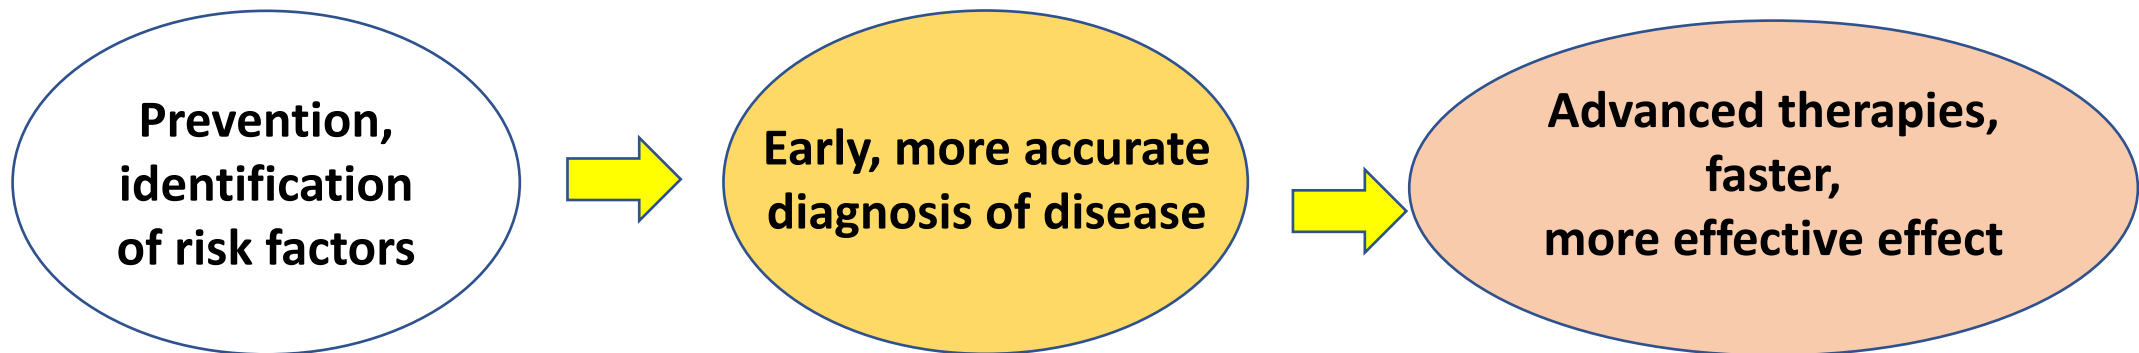 Prevention,
identification
of risk factors
Early, more accurate
diagnosis of disease
Advanced therapies,
faster,
more effective effect